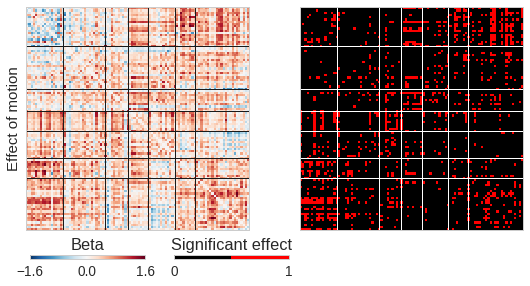 Effect of motion
Beta
−1.6 0.0 1.6
Significant effect
0 1